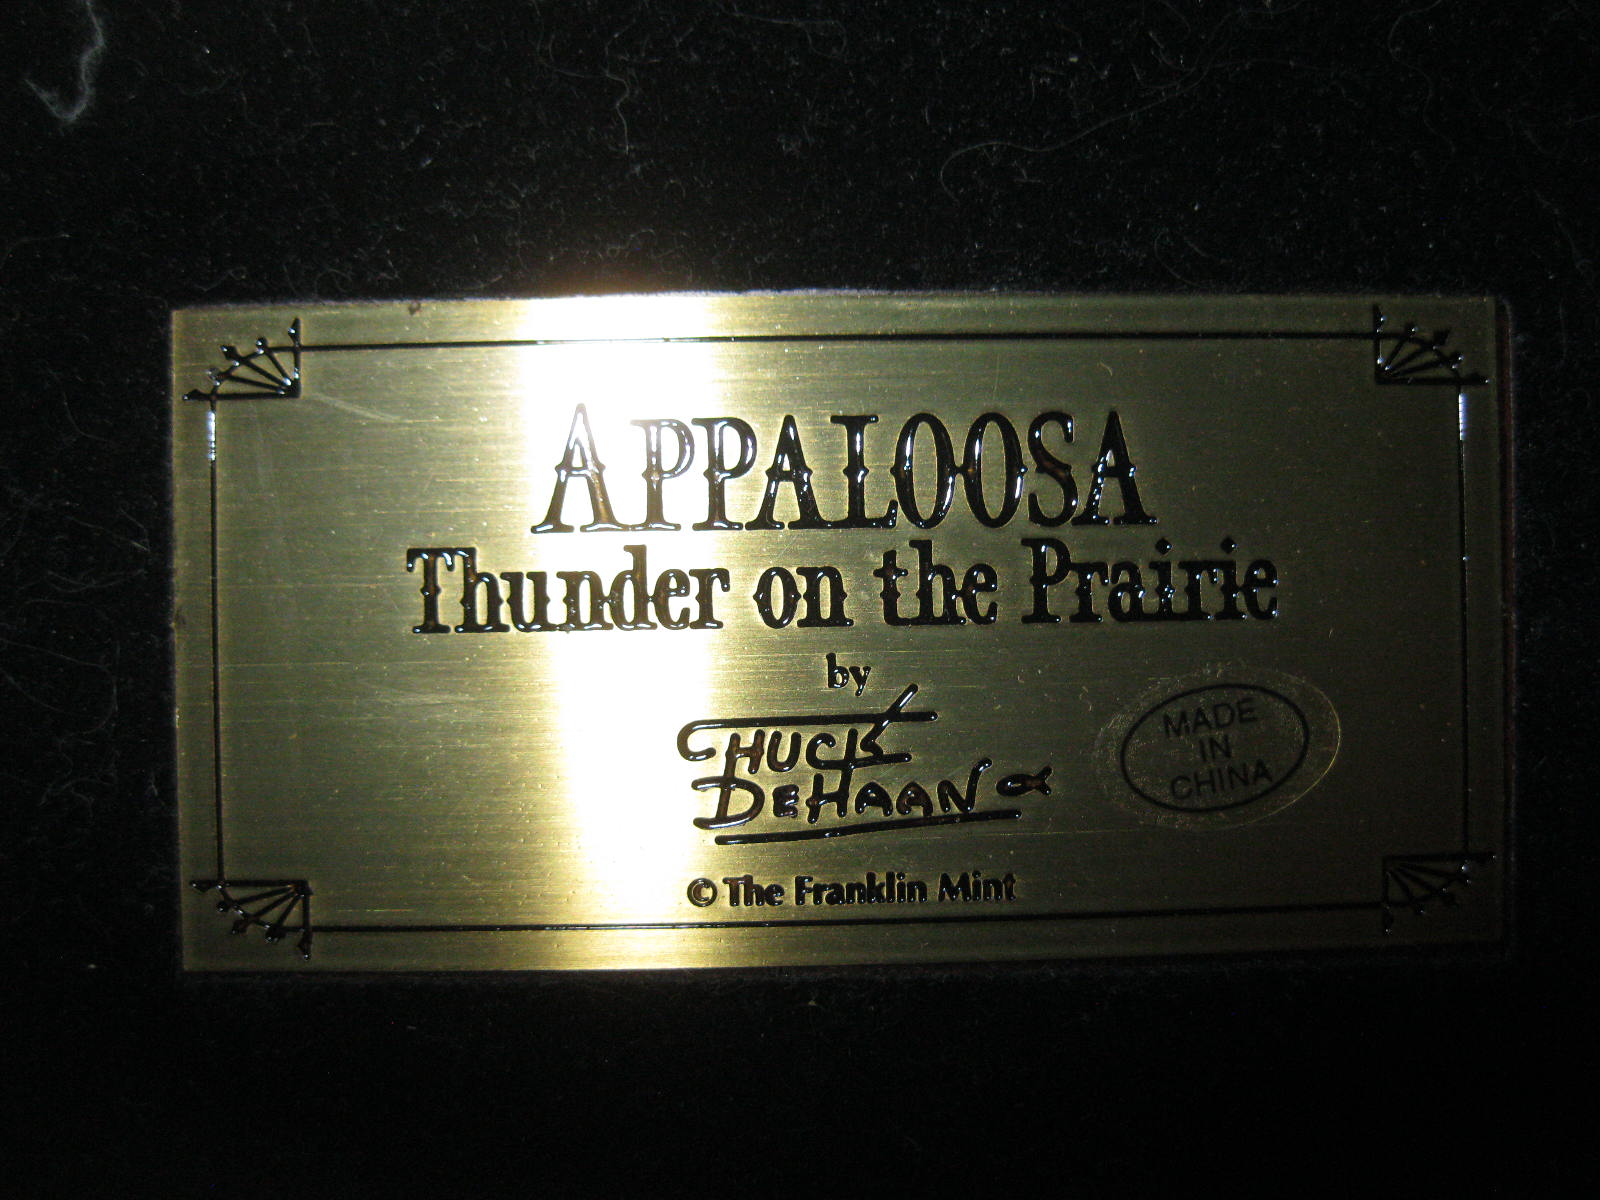 APPALOOSA
Thunder on the Prairie
by
CHUCK
DEHAAN
© The Franklin Mint
MADE
IN
CHINA